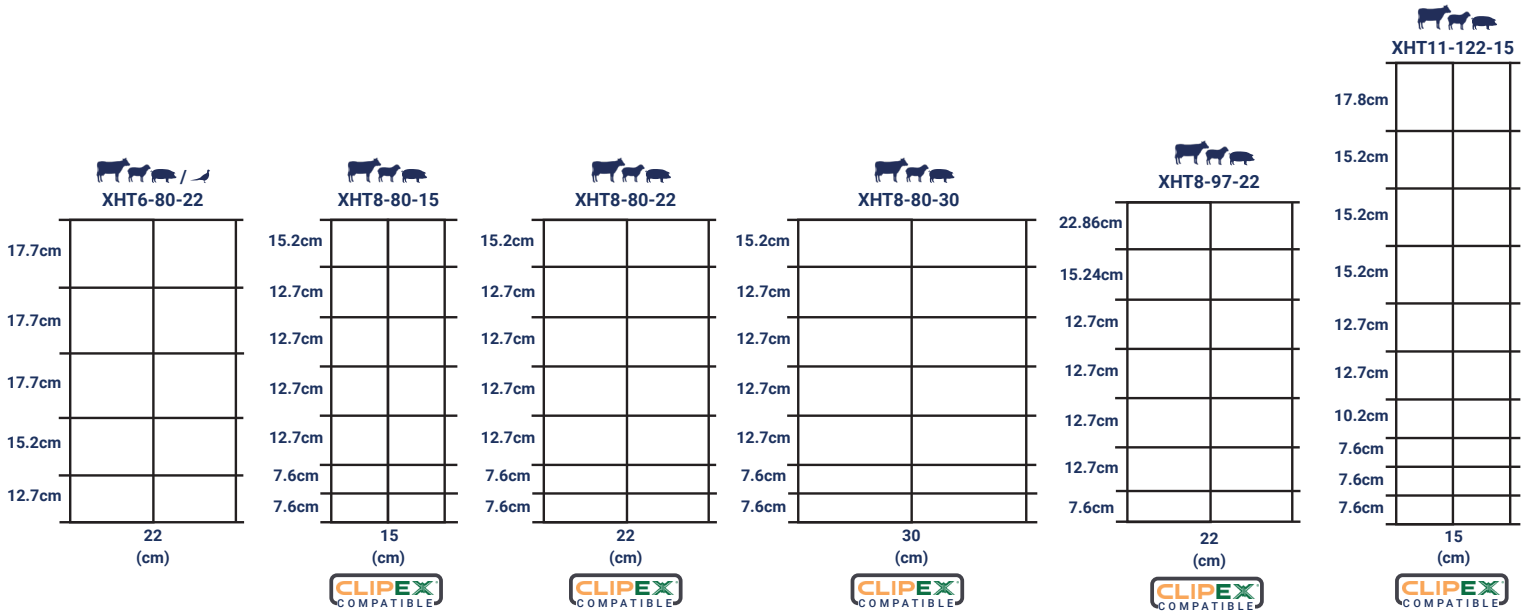 XHT6-80-22
/
17.7cm
17.7cm
17.7cm
15.2cm
12.7cm
22
(cm)
XHT8-80-15
15.2cm
12.7cm
12.7cm
12.7cm
12.7cm
7.6cm
7.6cm
15
(cm)
CLIPEX
COMPATIBLE
XHT8-80-22
15.2cm
12.7cm
12.7cm
12.7cm
12.7cm
7.6cm
7.6cm
22
(cm)
CLIPEX
COMPATIBLE
XHT8-80-30
15.2cm
12.7cm
12.7cm
12.7cm
12.7cm
7.6cm
7.6cm
30
(cm)
CLIPEX
COMPATIBLE
XHT8-97-22
22.86cm
15.24cm
12.7cm
12.7cm
12.7cm
12.7cm
7.6cm
22
(cm)
CLIPEX
COMPATIBLE
XHT11-122-15
17.8cm
15.2cm
15.2cm
15.2cm
12.7cm
12.7cm
10.2cm
7.6cm
7.6cm
7.6cm
15
(cm)
CLIPEX
COMPATIBLE